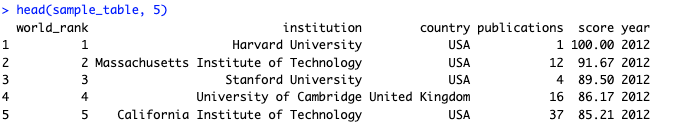 > head(sample_table, 5)
  world_rank                           institution        country publications  score year
1          1                    Harvard University            USA            1 100.00 2012
2          2 Massachusetts Institute of Technology            USA           12  91.67 2012
3          3                   Stanford University            USA            4  89.50 2012
4          4               University of Cambridge United Kingdom           16  86.17 2012
5          5    California Institute of Technology            USA           37  85.21 2012